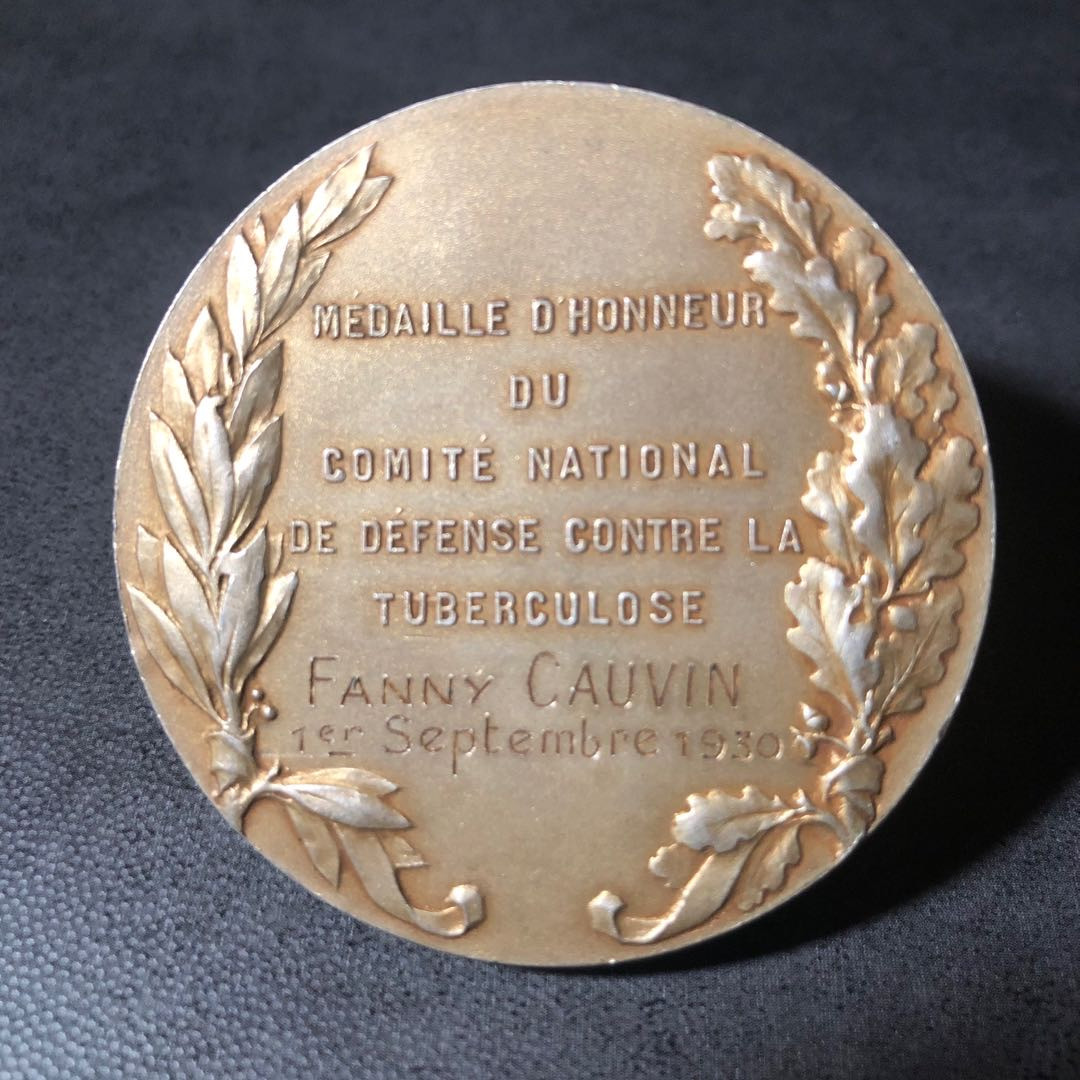 MÉDAILLE D'HONNEUR
DU
COMITÉ NATIONAL
DE DÉFENSE CONTRE LA
TUBERCULOSE
FANNY CAUVIN
1er Septembre 1930